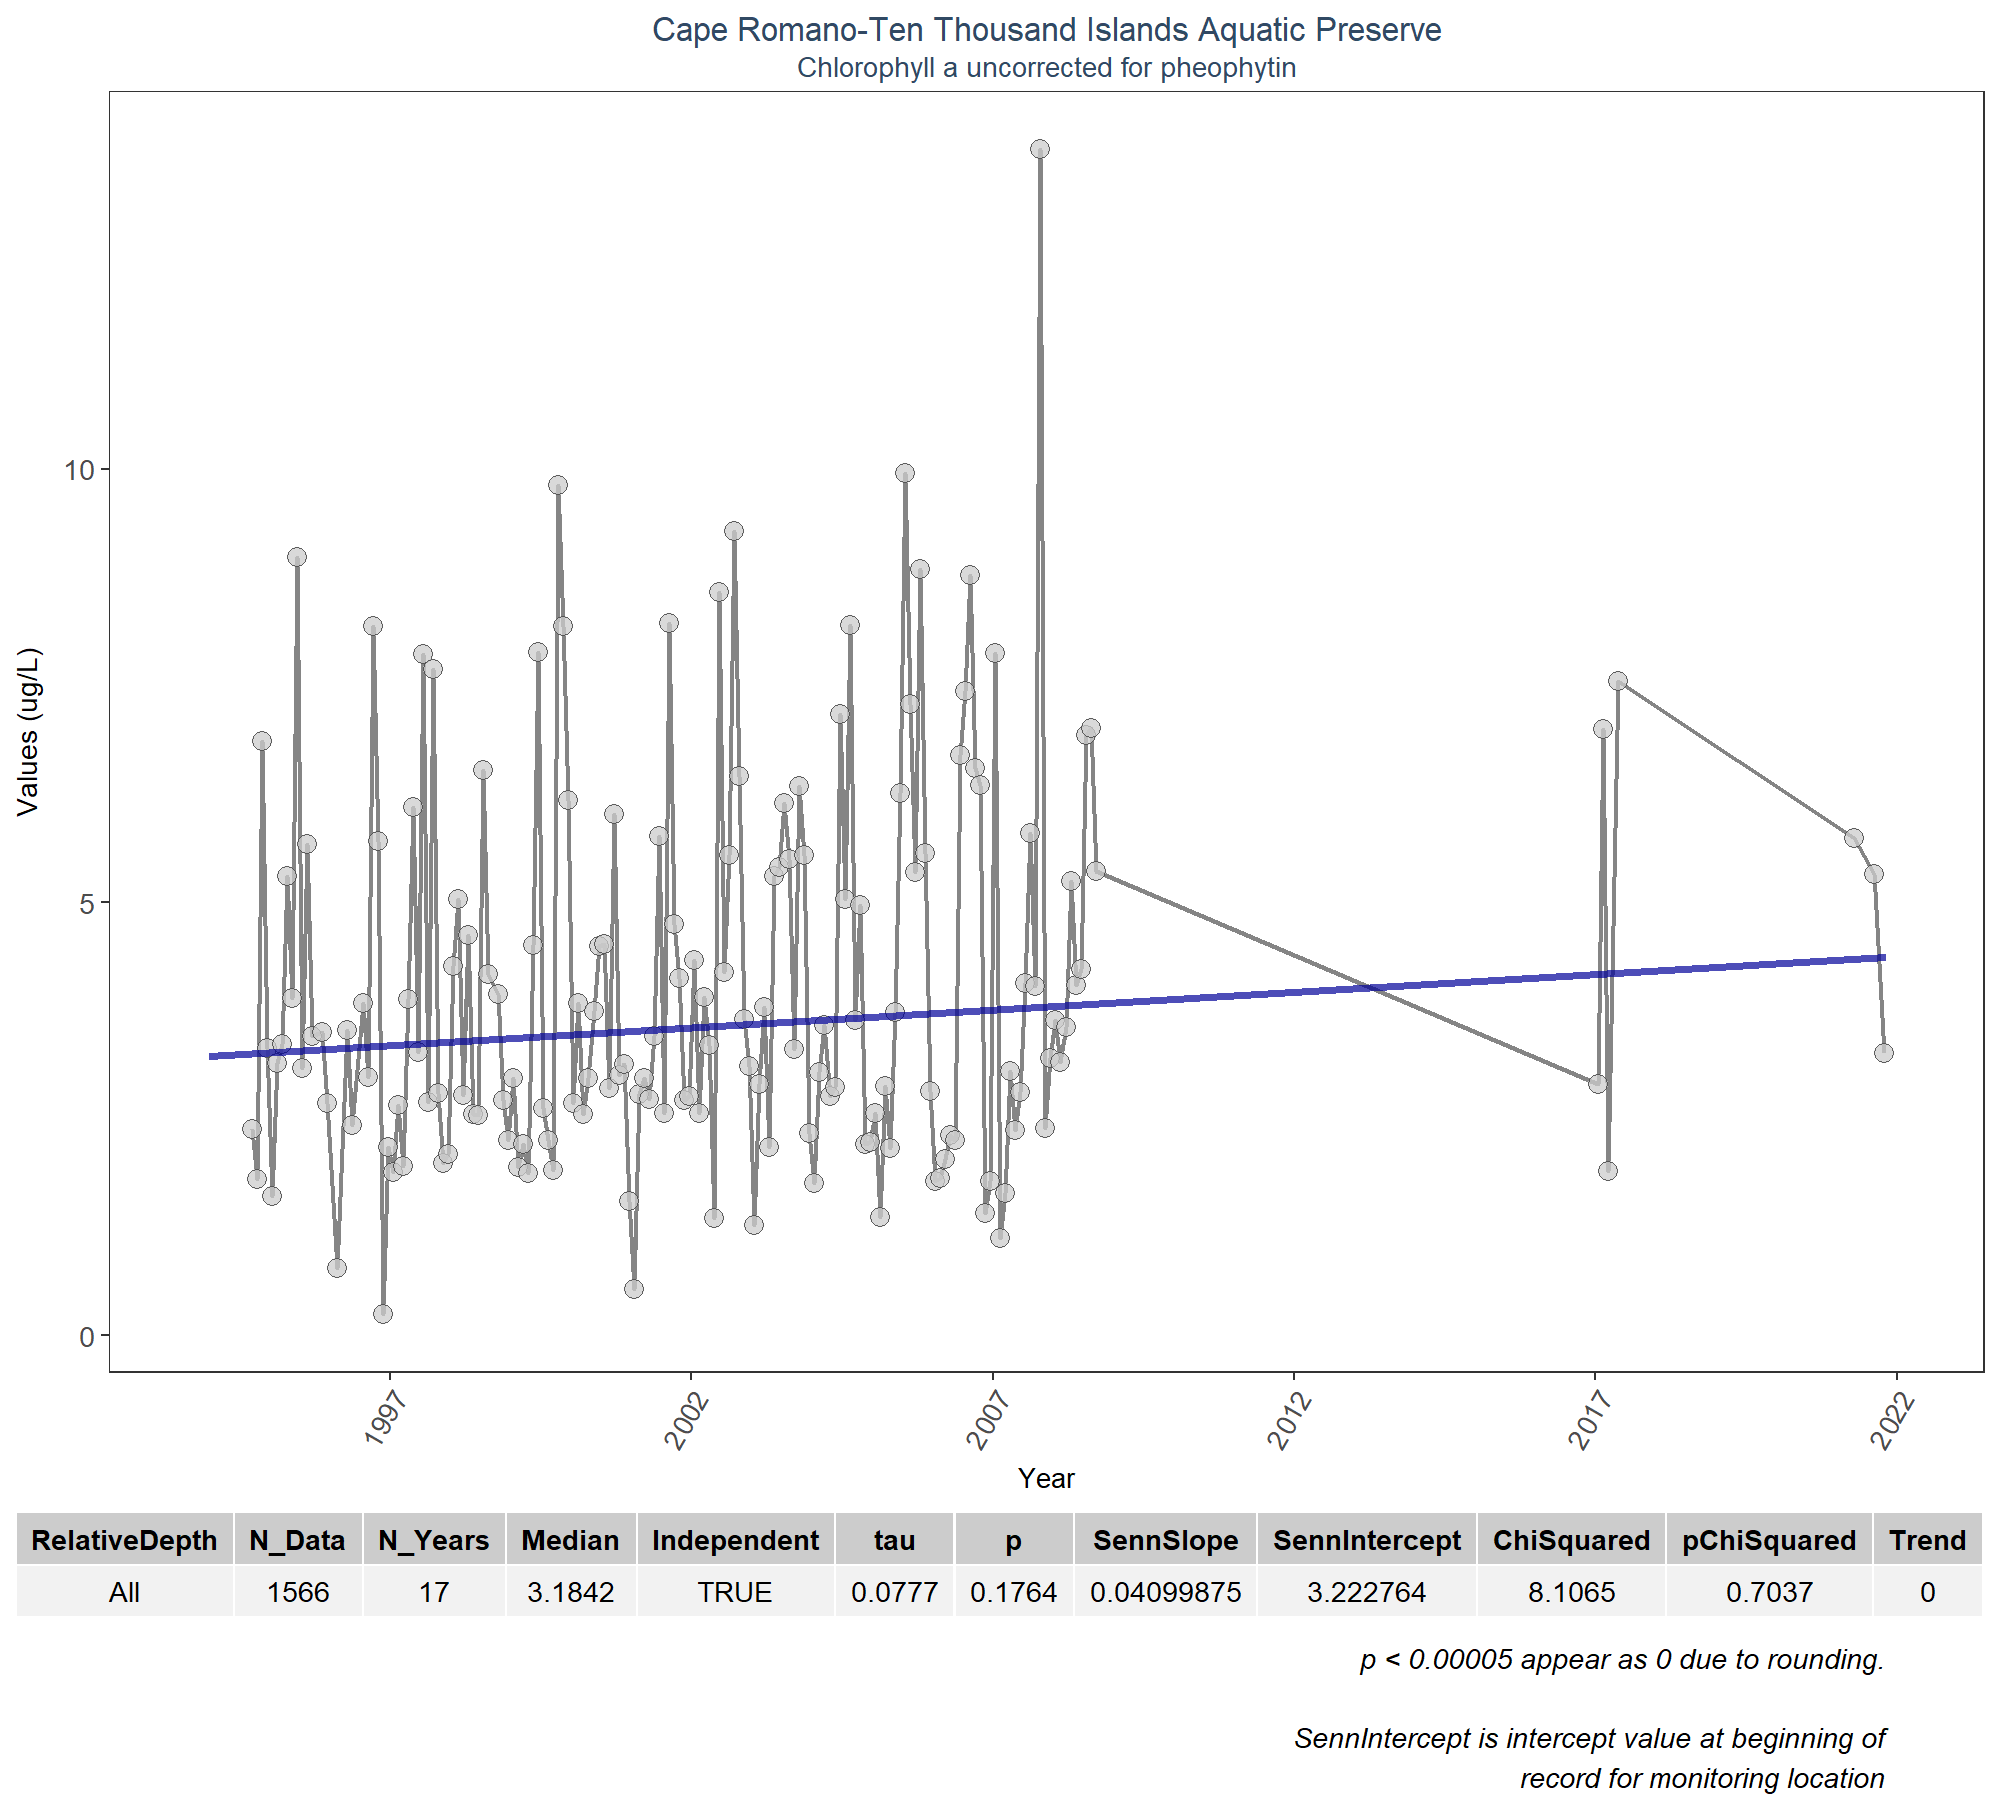 Cape Romano-Ten Thousand Islands Aquatic Preserve
Chlorophyll a uncorrected for pheophytin
Values (ug/L)
10
5
0
1997
2002
2007
2012
2017
2022
Year
RelativeDepth N_Data N_Years Median Independent tau p SennSlope SennIntercept ChiSquared pChiSquared Trend
All 1566 17 3.1842 TRUE 0.0777 0.1764 0.04099875 3.222764 8.1065 0.7037 0
p < 0.00005 appear as 0 due to rounding.
SennIntercept is intercept value at beginning of
record for monitoring location